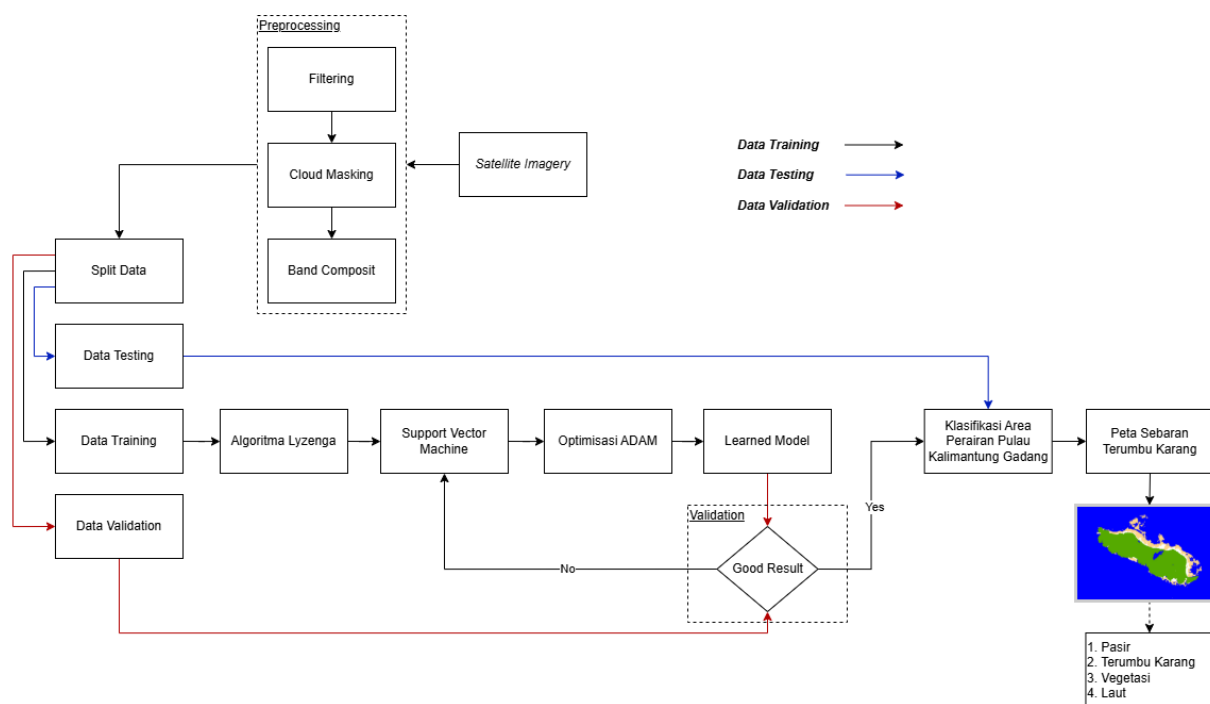 Preprocessing
Filtering
Cloud Masking
Band Composit
Satellite Imagery
Data Training
Data Testing
Data Validation
Split Data
Data Testing
Data Training
Algoritma Lyzenga
Support Vector
Machine
Optimisasi ADAM
Learned Model
Klasifikasi Area
Perairan Pulau
Kalimantung Gadang
Peta Sebaran
Terumbu Karang
Data Validation
Validation
Good Result
No
Yes
1. Pasir
2. Terumbu Karang
3. Vegetasi
4. Laut